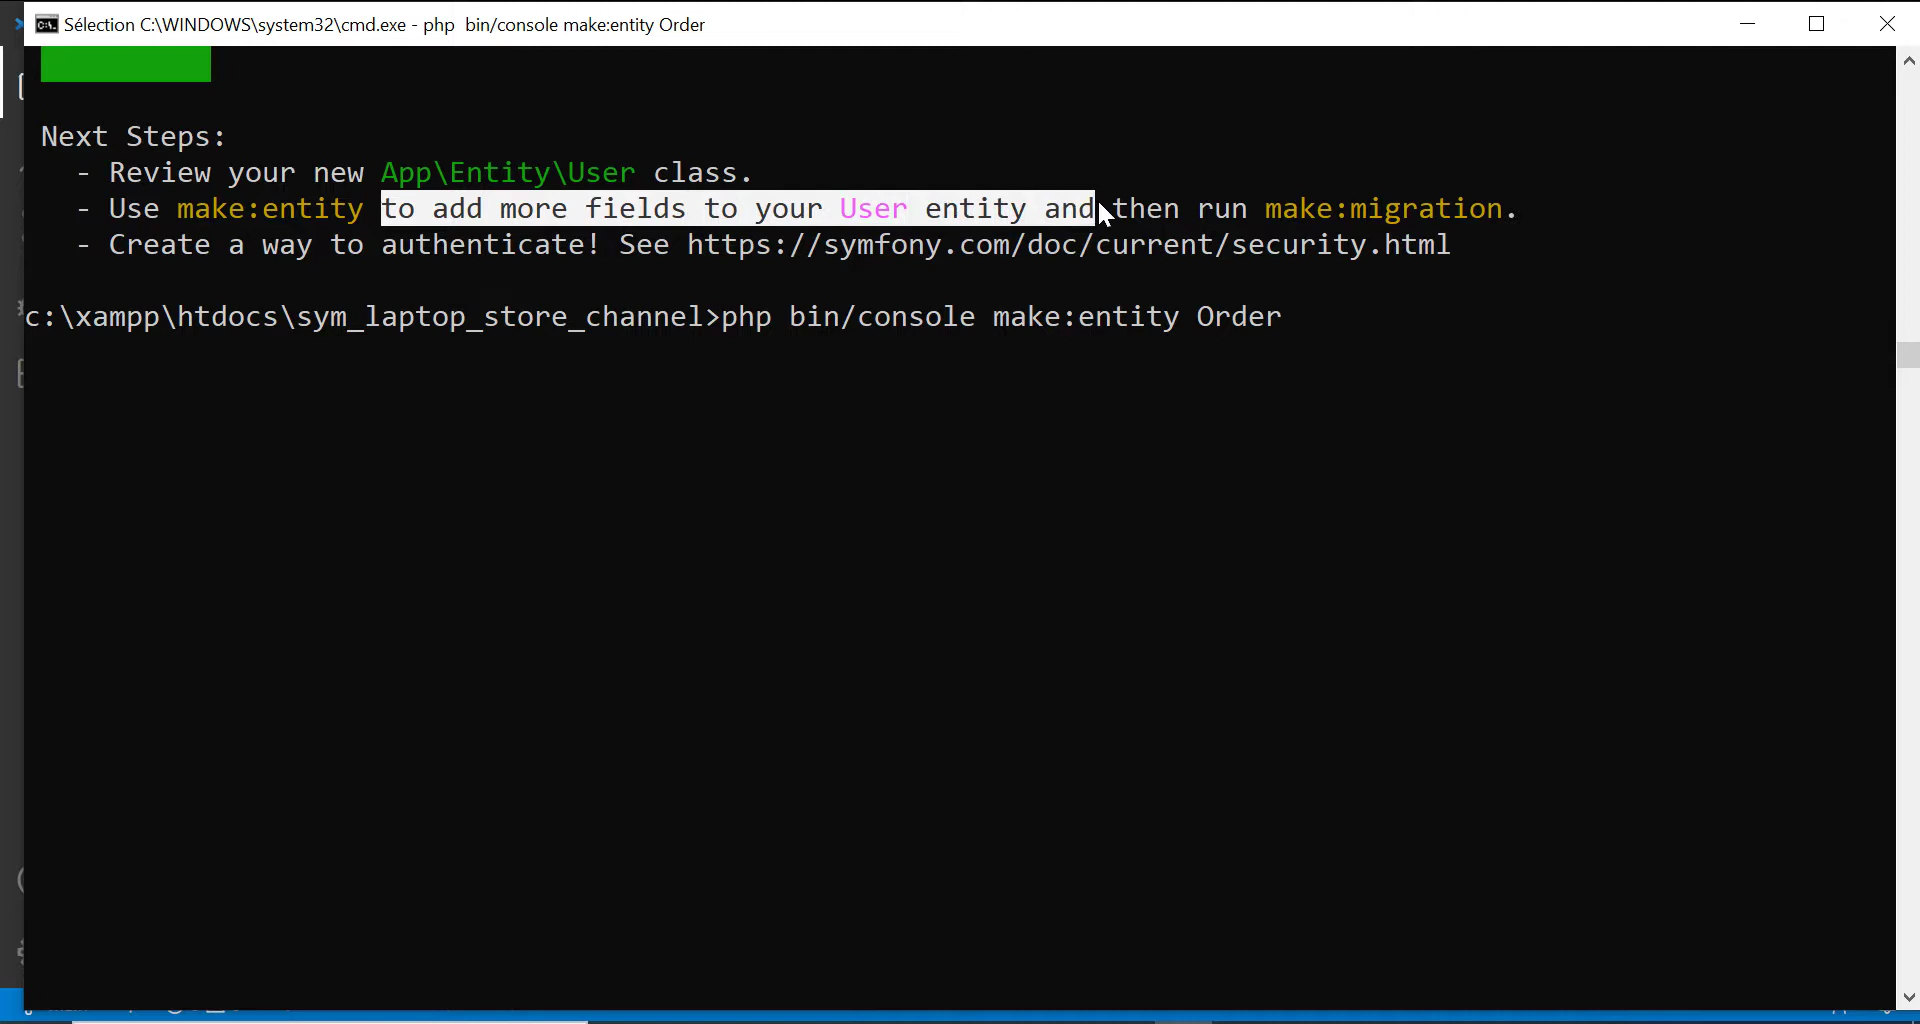 Sélection C:\WINDOWS\system32\cmd.exe - php  bin/console make:entity Order
Next Steps:
- Review your new App\Entity\User class.
- Use make:entity to add more fields to your User entity and then run make:migration.
- Create a way to authenticate! See https://symfony.com/doc/current/security.html
c:\xampp\htdocs\sym_laptop_store_channel>php bin/console make:entity Order